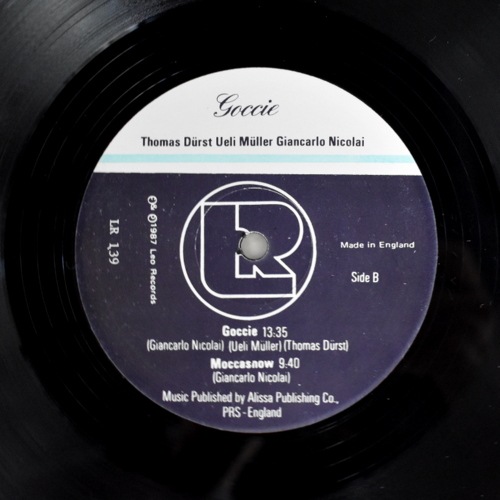 Goccie
Thomas Dürst Ueli Müller Giancarlo Nicolai
LR 139
℗ & © 1987 Leo Records
LR
Made in England
Side B
Goccie 13:35
(Giancarlo Nicolai) (Ueli Müller) (Thomas Dürst)
Moccasnow 9:40
(Giancarlo Nicolai)
Music Published by Alissa Publishing Co.,
PRS - England